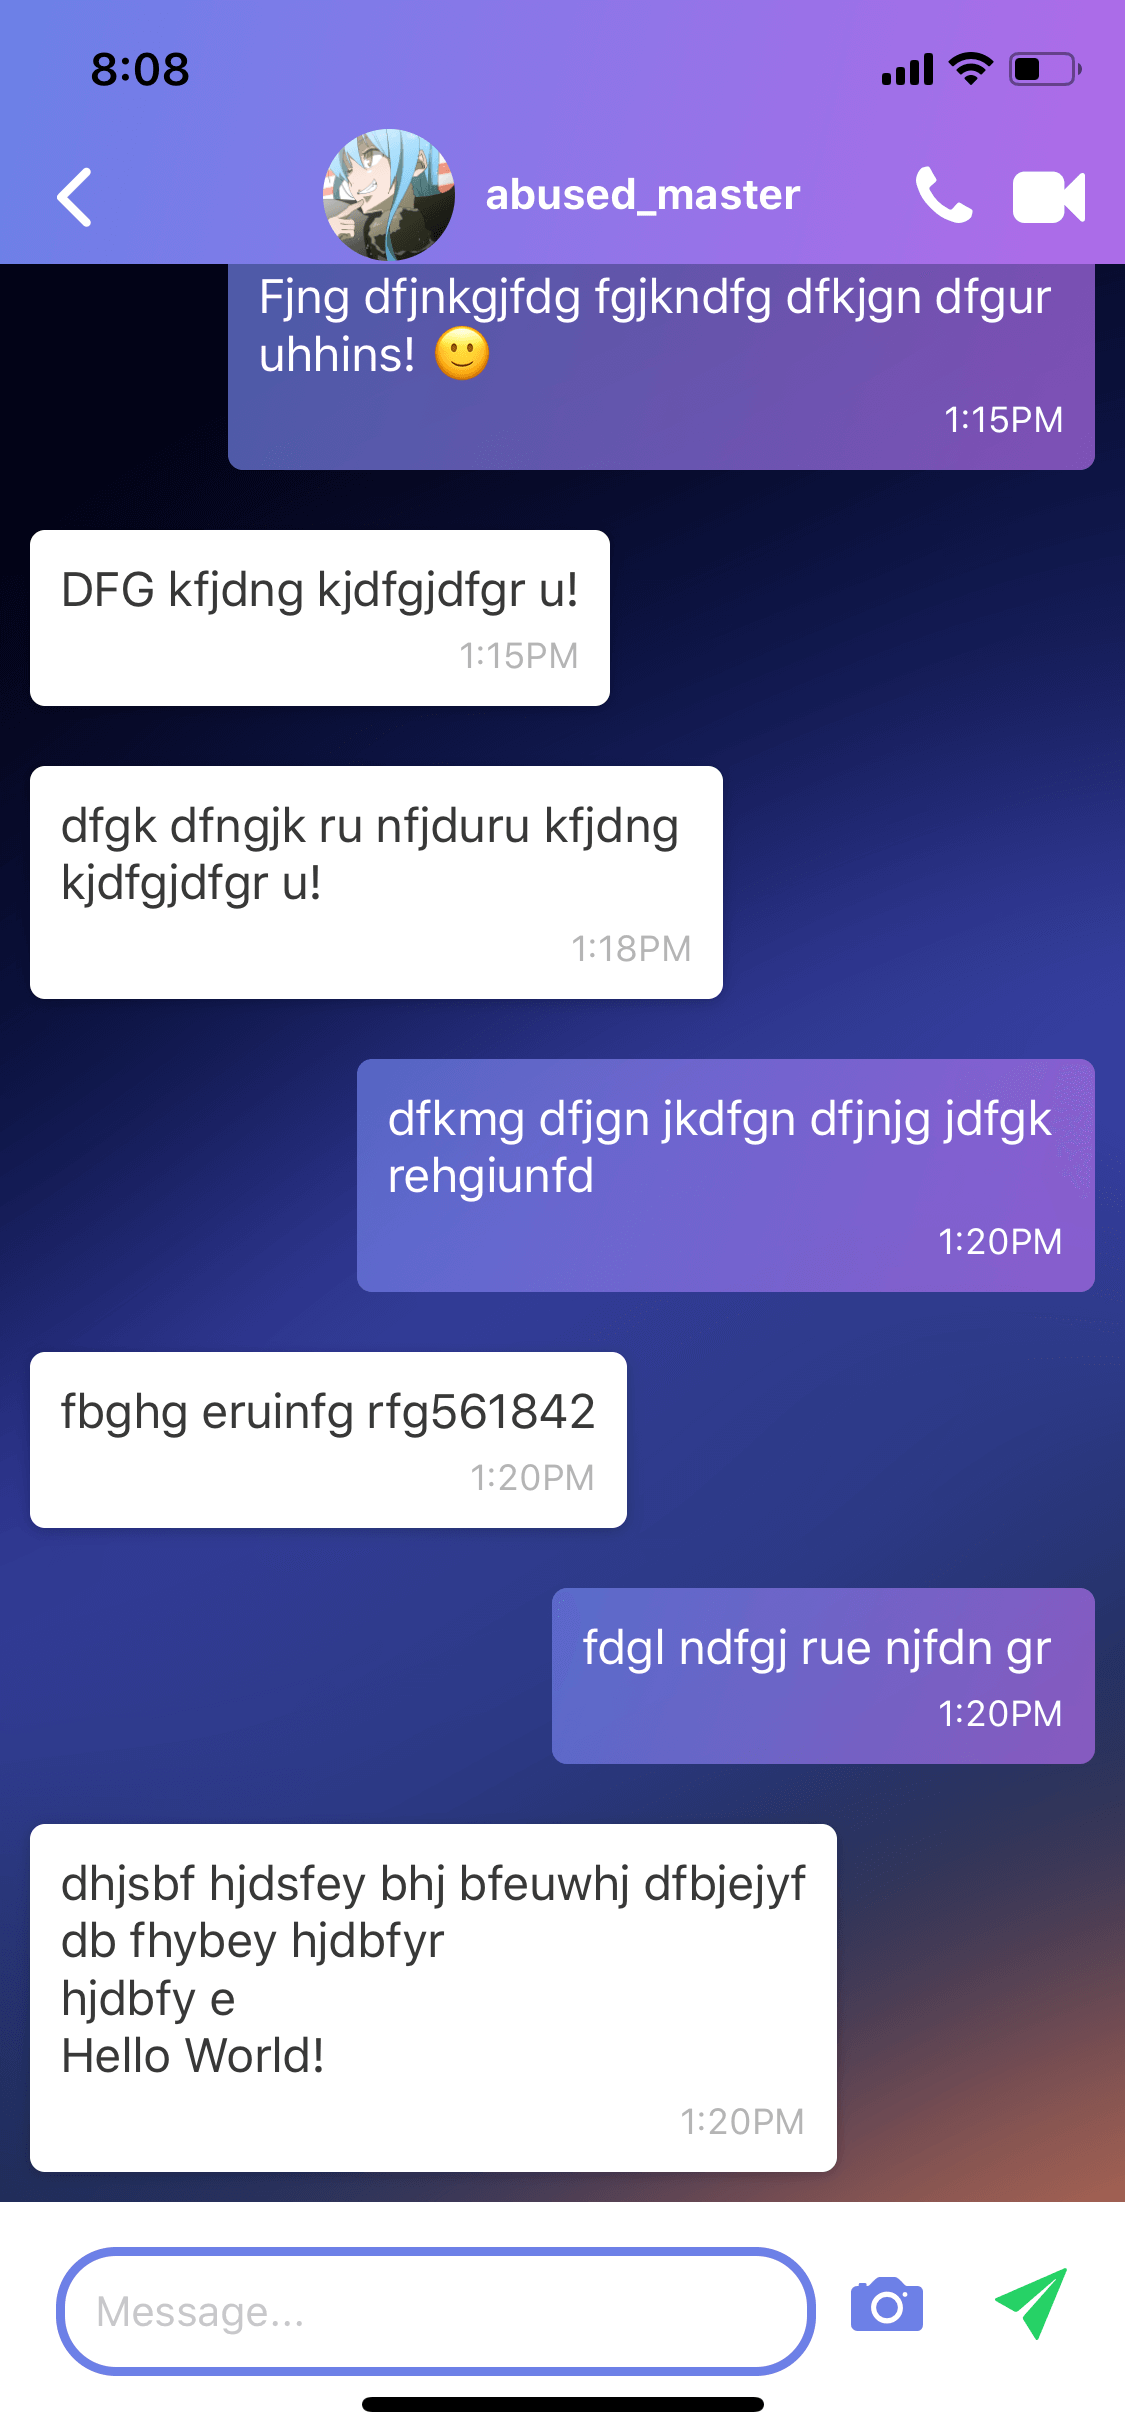 8:08
abused_master
Fjng dfjnkgjfdg fgjkndfg dfkjgn dfgur
uhhins! 🙂
1:15PM
DFG kfjdng kjdfgjdfgr u!
1:15PM
dfgk dfngjk ru nfjduru kfjdng
kjdfgjdfgr u!
1:18PM
dfkmg dfjgn jkdfgn dfjnjg jdfgk
rehgiunfd
1:20PM
fbghg eruinfg rfg561842
1:20PM
fdgl ndfgj rue njfdn gr
1:20PM
dhjsbf hjdsfey bhj bfeuwhj dfbjejyf
db fhybey hjdbfyr
hjdbfy e
Hello World!
1:20PM
Message...